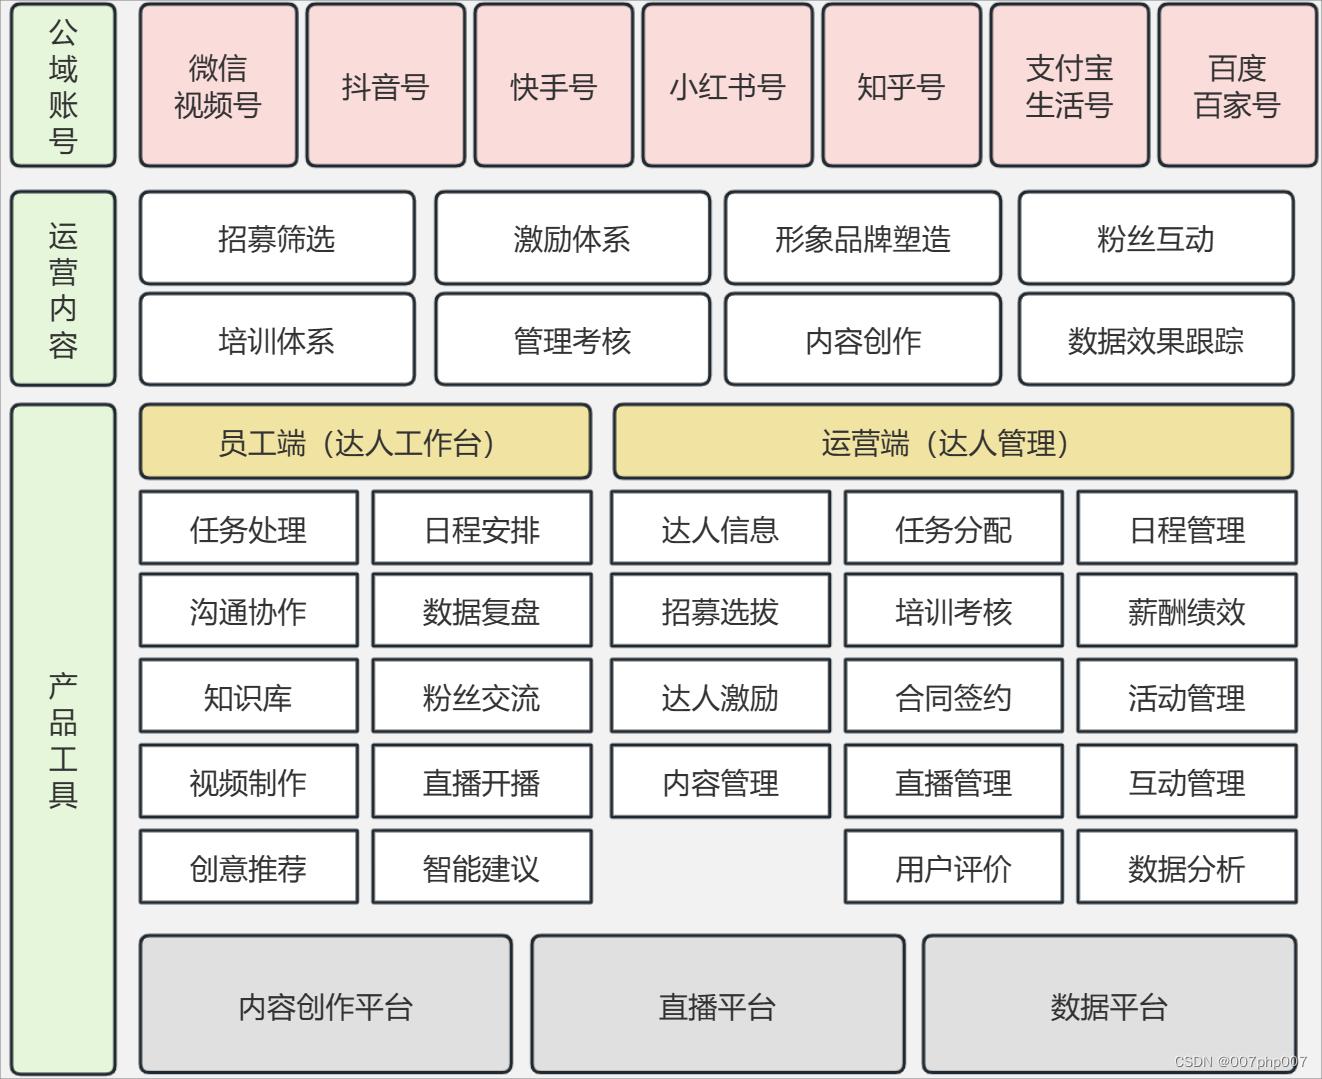 公
域
账
号
微信
视频号
抖音号
快手号
小红书号
知乎号
支付宝
生活号
百度
百家号
运
营
内
容
招募筛选
激励体系
形象品牌塑造
粉丝互动
培训体系
管理考核
内容创作
数据效果跟踪
产
品
工
具
员工端（达人工作台）
运营端（达人管理）
任务处理
日程安排
达人信息
任务分配
日程管理
沟通协作
数据复盘
招募选拔
培训考核
薪酬绩效
知识库
粉丝交流
达人激励
合同签约
活动管理
视频制作
直播开播
内容管理
直播管理
互动管理
创意推荐
智能建议
用户评价
数据分析
内容创作平台
直播平台
数据平台
CSDN @007php007